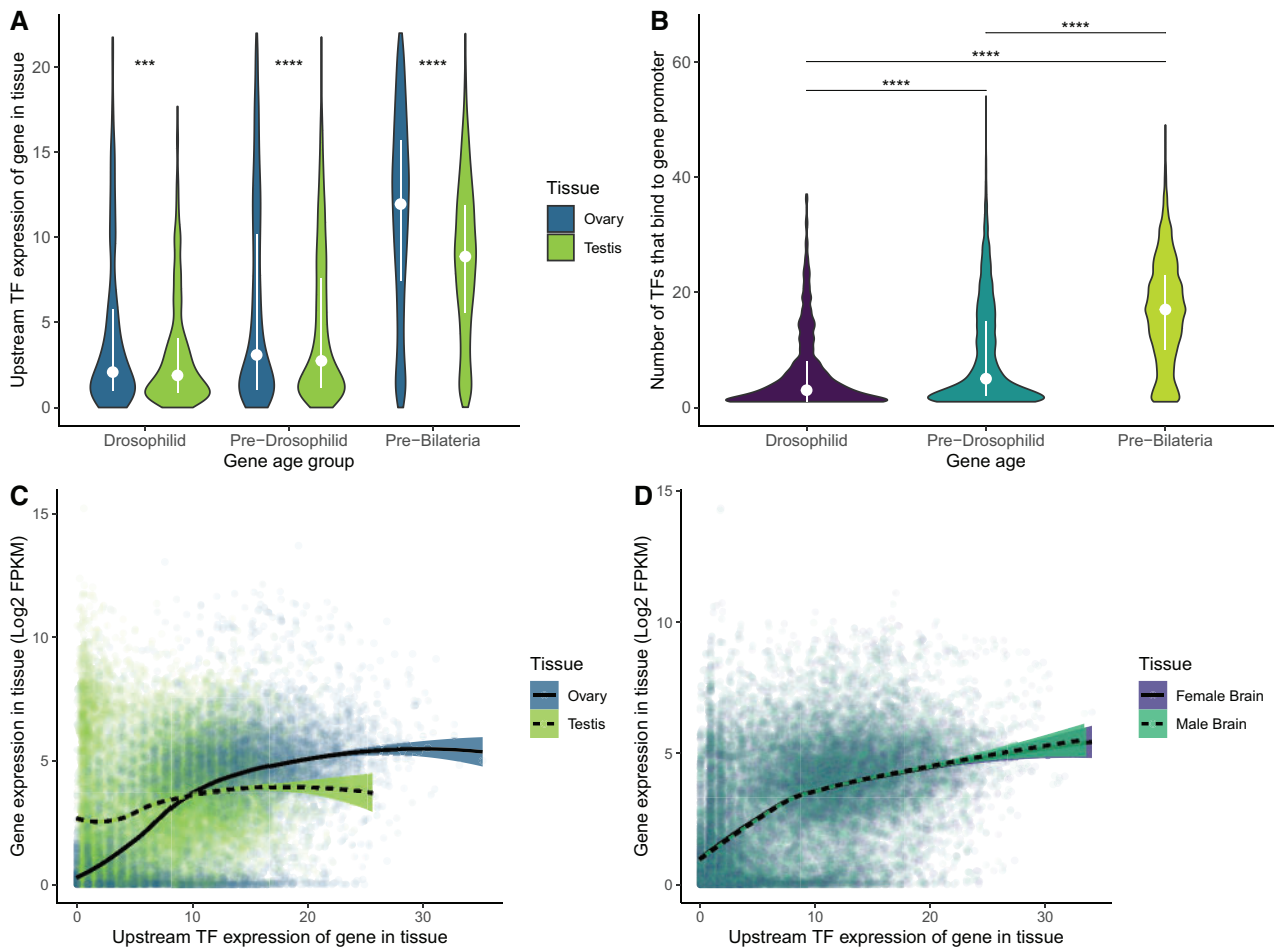 A
Upstream TF expression of gene in tissue
20
15
10
5
0
***
****
****
Drosophilid
Pre−Drosophilid
Pre−Bilateria
Gene age group
Tissue
Ovary
Testis
B
Number of TFs that bind to gene promoter
60
40
20
0
****
****
****
Drosophilid
Pre−Drosophilid
Pre−Bilateria
Gene age
C
Gene expression in tissue (Log2 FPKM)
15
10
5
0
0
10
20
30
Upstream TF expression of gene in tissue
Tissue
Ovary
Testis
D
Gene expression in tissue (Log2 FPKM)
15
10
5
0
0
10
20
30
Upstream TF expression of gene in tissue
Tissue
Female Brain
Male Brain